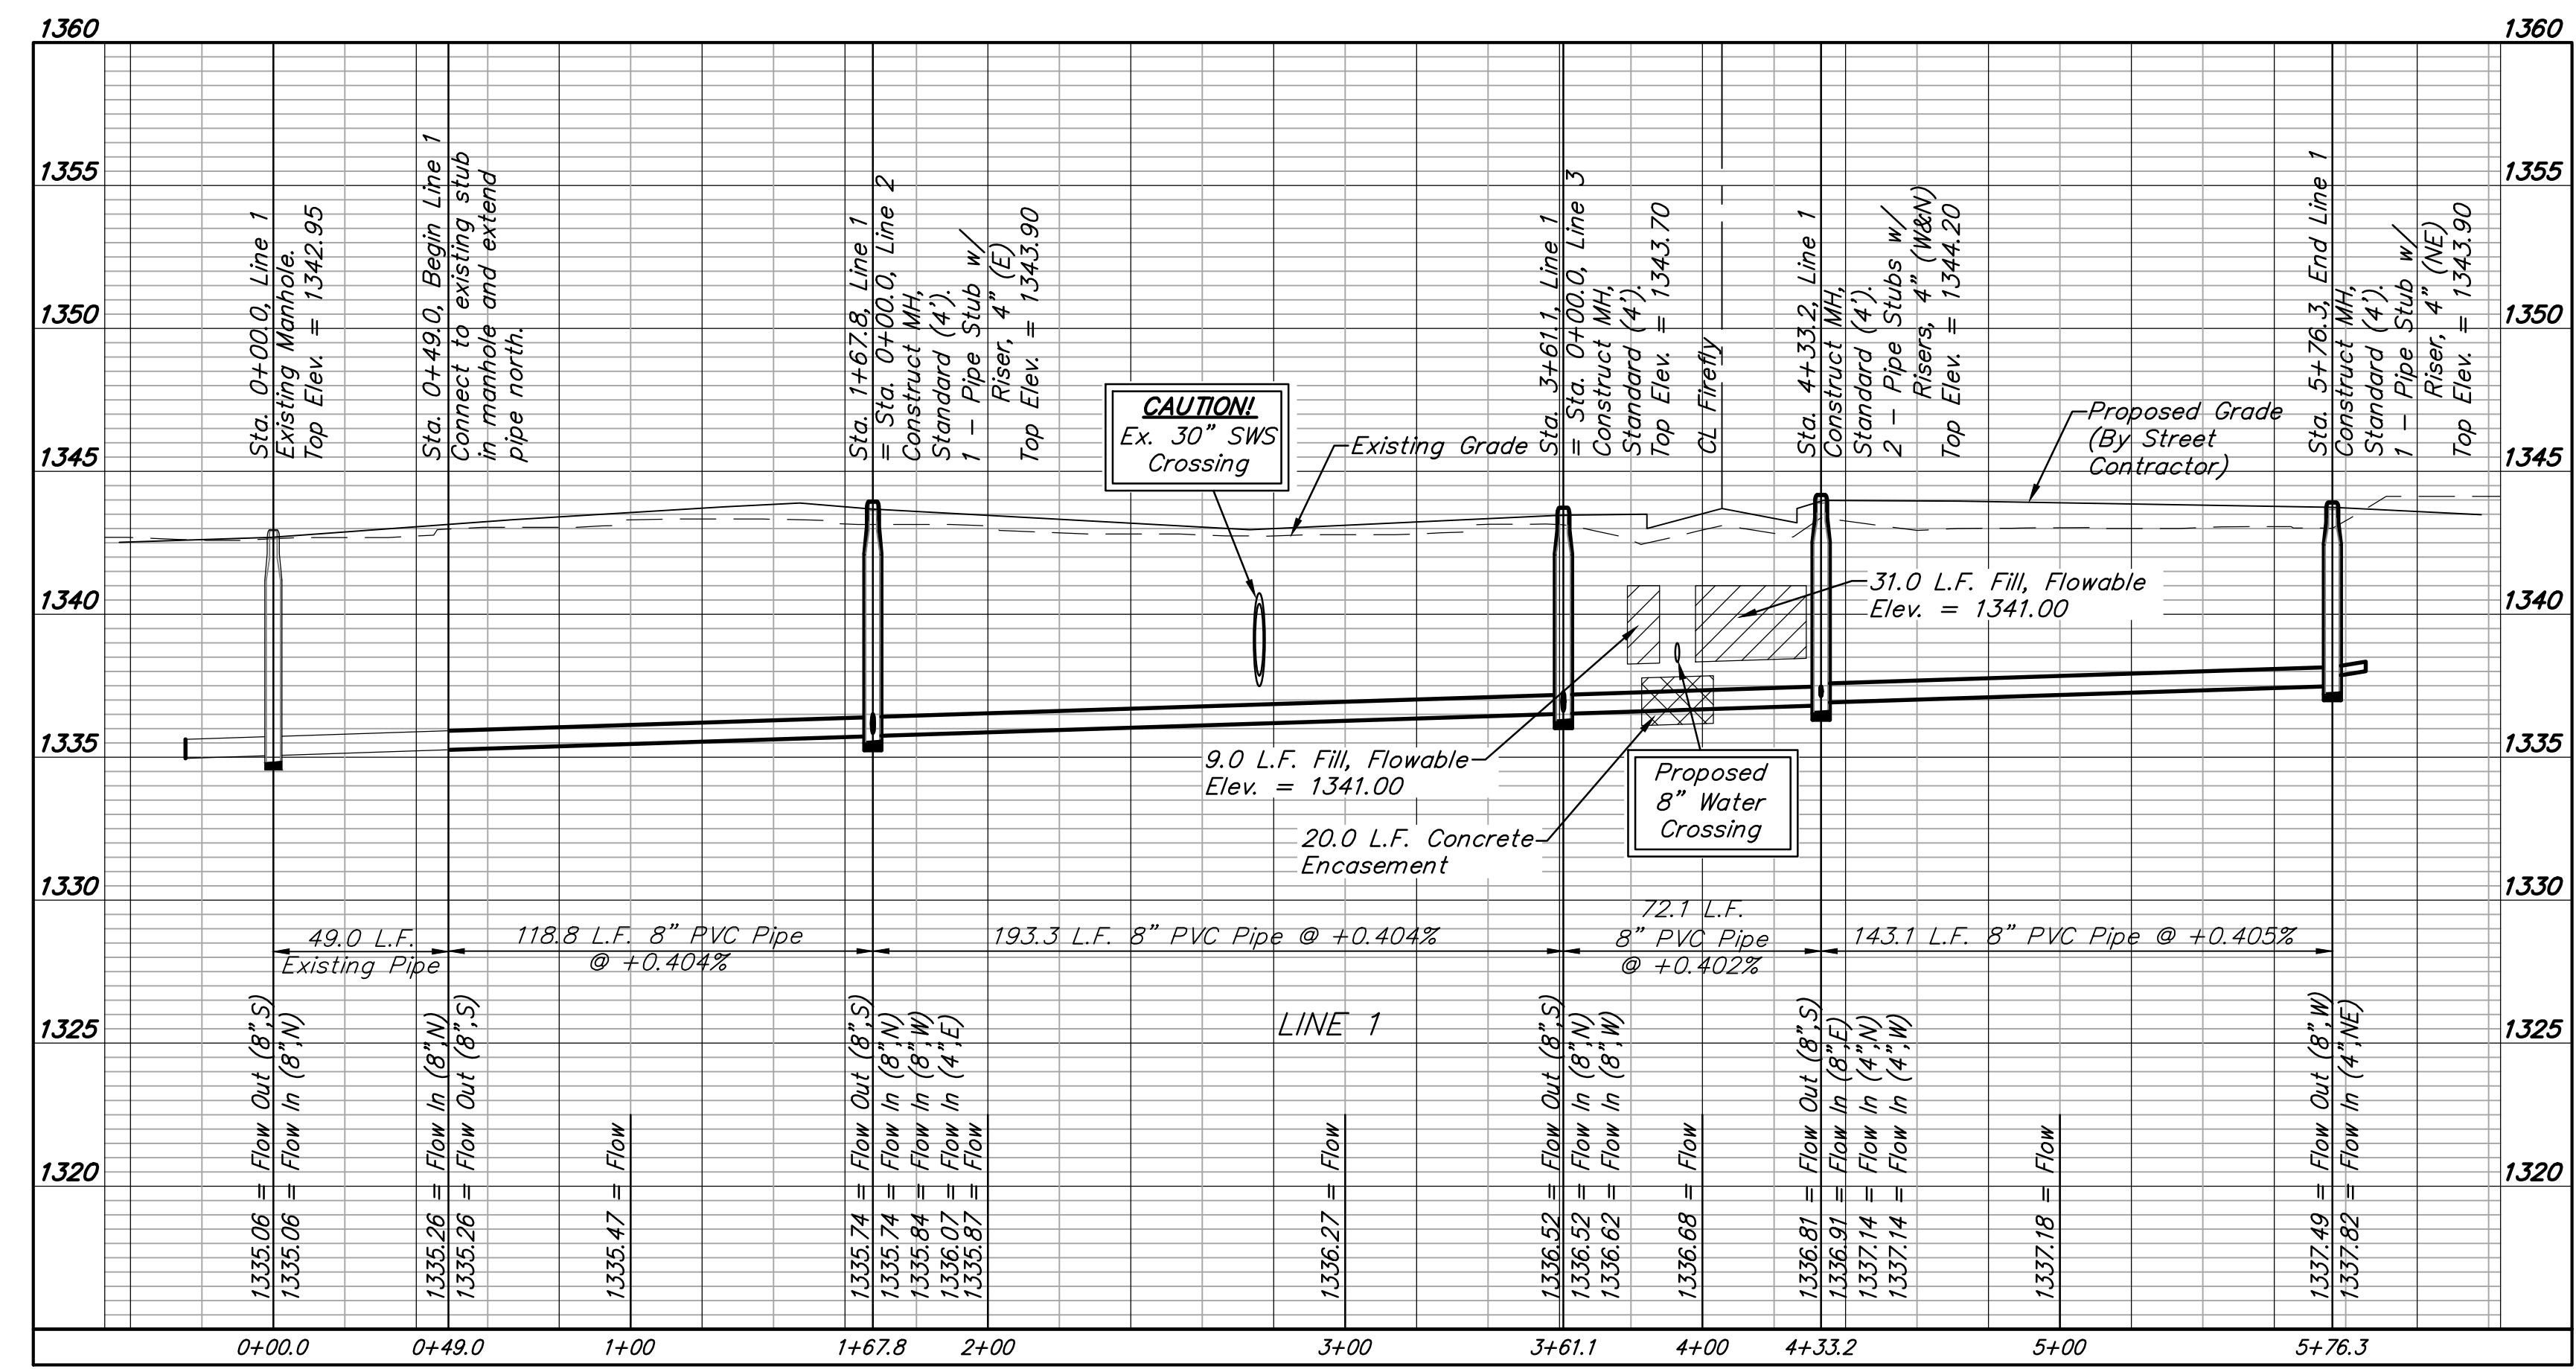 1360
1360
1355
1355
1350
1350
1345
1345
1340
1340
1335
1335
1330
1330
1325
1325
1320
1320
Sta. 0+00.0, Line 1
Existing Manhole.
Top Elev. = 1342.95
Sta. 0+49.0, Begin Line 1
Connect to existing stub
in manhole and extend
pipe north.
Sta. 1+67.8, Line 1
= Sta. 0+00.0, Line 2
Construct MH,
Standard (4').
1 - Pipe Stub w/
Riser, 4" (E)
Top Elev. = 1343.90
CAUTION!
Ex. 30" SWS
Crossing
Existing Grade
Sta. 3+61.1, Line 1
= Sta. 0+00.0, Line 3
Construct MH,
Standard (4').
Top Elev. = 1343.70
CL Firefly
Sta. 4+33.2, Line 1
Construct MH,
Standard (4').
2 - Pipe Stubs w/
Risers, 4" (W&N)
Top Elev. = 1344.20
Proposed Grade
(By Street
Contractor)
Sta. 5+76.3, End Line 1
Construct MH,
Standard (4').
1 - Pipe Stub w/
Riser, 4" (NE)
Top Elev. = 1343.90
31.0 L.F. Fill, Flowable
Elev. = 1341.00
9.0 L.F. Fill, Flowable
Elev. = 1341.00
20.0 L.F. Concrete
Encasement
Proposed
8" Water
Crossing
49.0 L.F.
Existing Pipe
118.8 L.F. 8" PVC Pipe
@ +0.404%
193.3 L.F. 8" PVC Pipe @ +0.404%
72.1 L.F.
8" PVC Pipe
@ +0.402%
143.1 L.F. 8" PVC Pipe @ +0.405%
LINE 1
1335.06 = Flow Out (8",S)
1335.06 = Flow In (8",N)
1335.26 = Flow In (8",N)
1335.26 = Flow Out (8",S)
1335.47 = Flow
1335.74 = Flow Out (8",S)
1335.74 = Flow In (8",N)
1335.84 = Flow In (8",W)
1336.07 = Flow In (4",E)
1335.87 = Flow
1336.27 = Flow
1336.52 = Flow Out (8",S)
1336.52 = Flow In (8",N)
1336.62 = Flow In (8",W)
1336.68 = Flow
1336.81 = Flow Out (8",S)
1336.91 = Flow In (8",E)
1337.14 = Flow In (4",N)
1337.14 = Flow In (4",W)
1337.18 = Flow
1337.49 = Flow Out (8",W)
1337.82 = Flow In (4",NE)
0+00.0
0+49.0
1+00
1+67.8
2+00
3+00
3+61.1
4+00
4+33.2
5+00
5+76.3